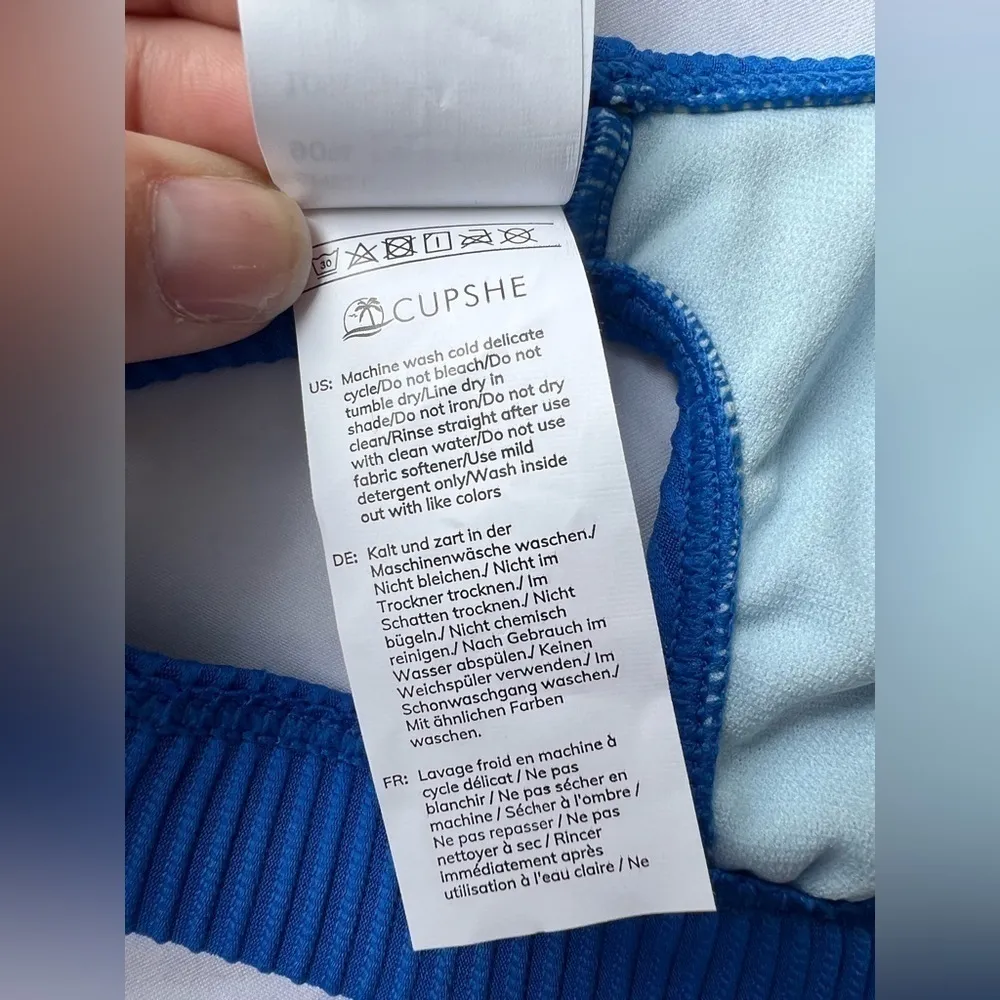 30
CUPSHE
US: Machine wash cold delicate
cycle/Do not bleach/Do not
tumble dry/Line dry in
shade/Do not iron/Do not dry
clean/Rinse straight after use
with clean water/Do not use
fabric softener/Use mild
detergent only/Wash inside
out with like colors
DE: Kalt und zart in der
Maschinenwäsche waschen./
Nicht bleichen./ Nicht im
Trockner trocknen./ Im
Schatten trocknen./ Nicht
bügeln./ Nicht chemisch
reinigen./ Nach Gebrauch im
Wasser abspülen./ Keinen
Weichspüler verwenden./ Im
Schonwaschgang waschen./
Mit ähnlichen Farben
waschen.
FR: Lavage froid en machine à
cycle délicat / Ne pas
blanchir / Ne pas sécher en
machine / Sécher à l'ombre /
Ne pas repasser / Ne pas
nettoyer à sec / Rincer
immédiatement après
utilisation à l'eau claire / Ne